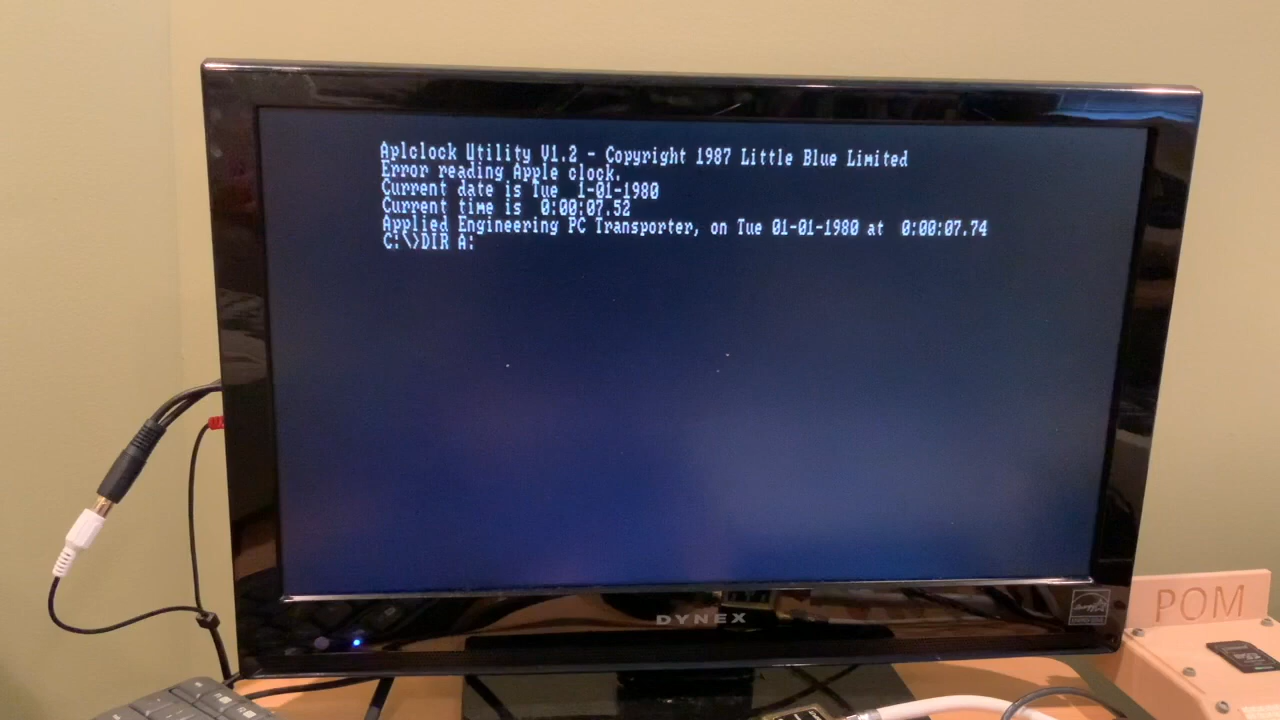 Aplclock Utility V1.2 - Copyright 1987 Little Blue Limited
Error reading Apple clock.
Current date is Tue  1-01-1980
Current time is  0:00:07.52
Applied Engineering PC Transporter, on Tue 01-01-1980 at  0:00:07.74
C:\>DIR A:
DYNEX
POM